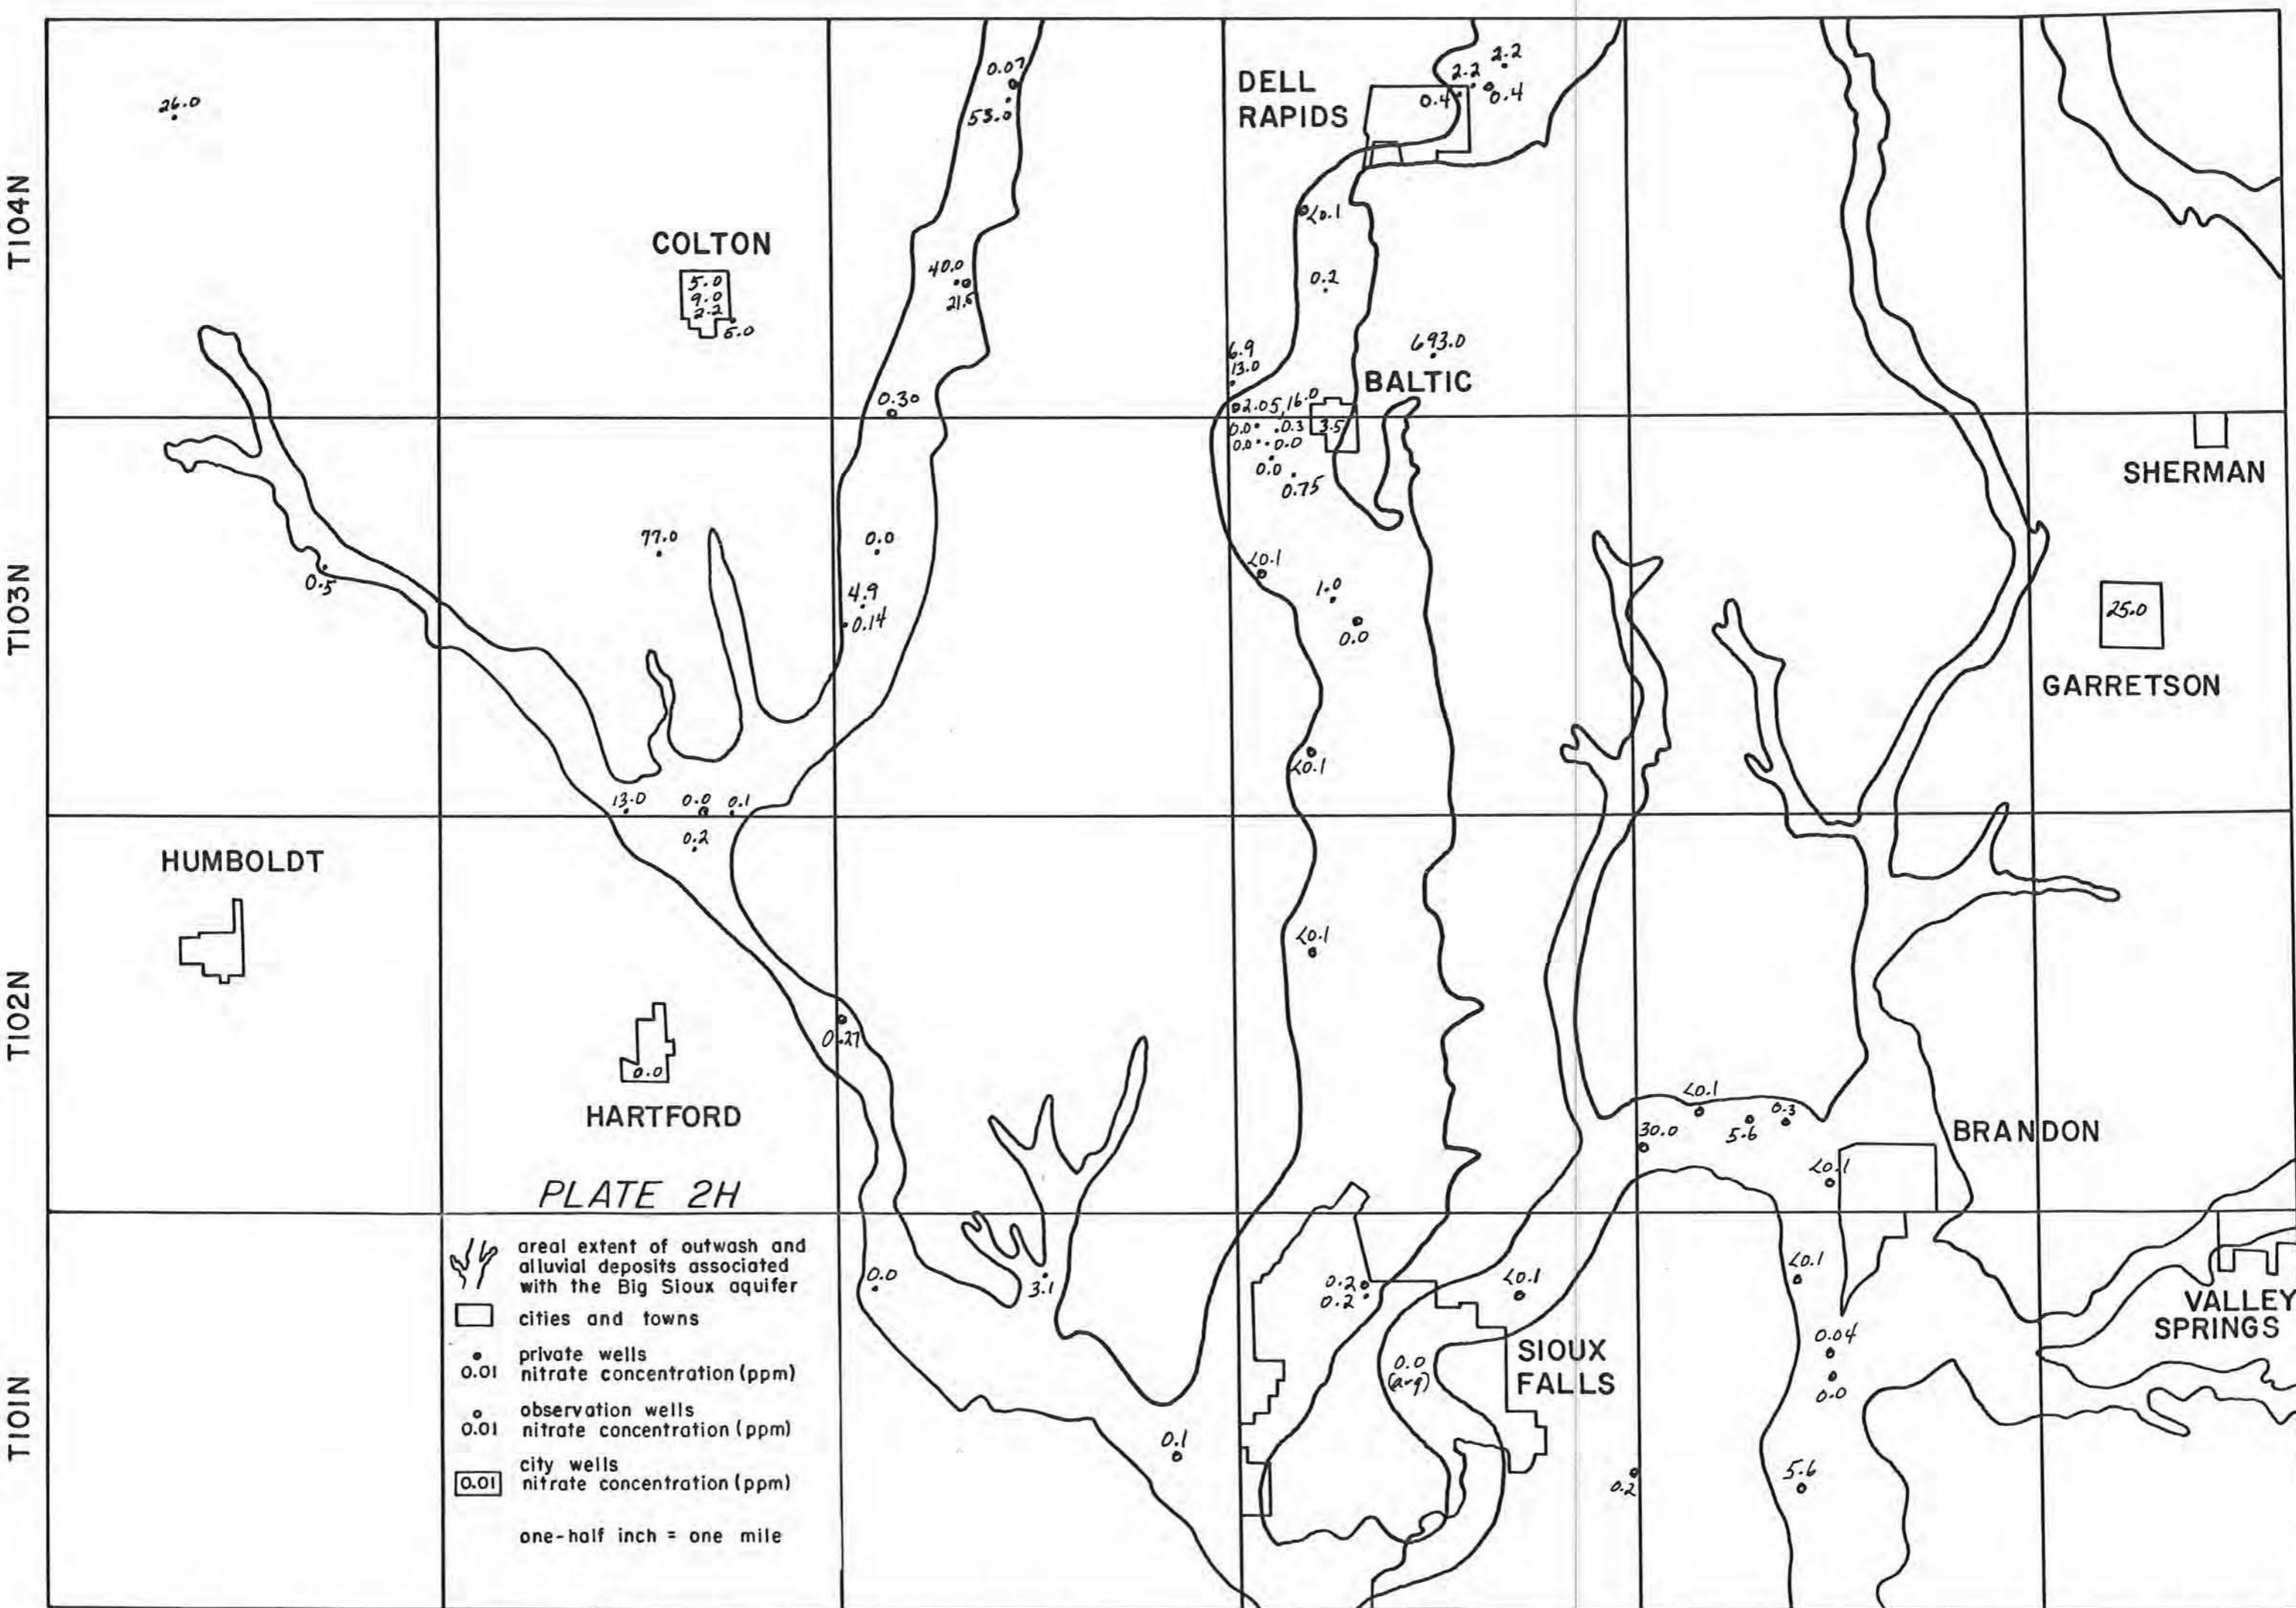 0.07
53.0
26.0
DELL
RAPIDS
2.2
2.2
0.4
0.4
T104N
<0.1
COLTON
5.0
9.0
2.2
5.0
40.0
21.6
0.2
6.9
13.0
693.0
BALTIC
0.30
2.05, 16.0
0.0
0.3
3.5
0.0
0.0
0.0
0.75
SHERMAN
T103N
77.0
0.0
0.5
4.9
0.14
<0.1
1.0
0.0
25.0
GARRETSON
<0.1
13.0
0.0
0.1
0.2
HUMBOLDT
T102N
<0.1
0.27
0.0
HARTFORD
<0.1
0.3
5.6
30.0
<0.1
BRANDON
PLATE 2H
areal extent of outwash and
alluvial deposits associated
with the Big Sioux aquifer
cities and towns
private wells
0.01 nitrate concentration (ppm)
observation wells
0.01 nitrate concentration (ppm)
city wells
0.01 nitrate concentration (ppm)
one-half inch = one mile
T101N
0.0
3.1
0.2
0.2
<0.1
<0.1
VALLEY
SPRINGS
SIOUX
FALLS
0.0
(avg)
0.04
0.0
0.1
0.2
5.6